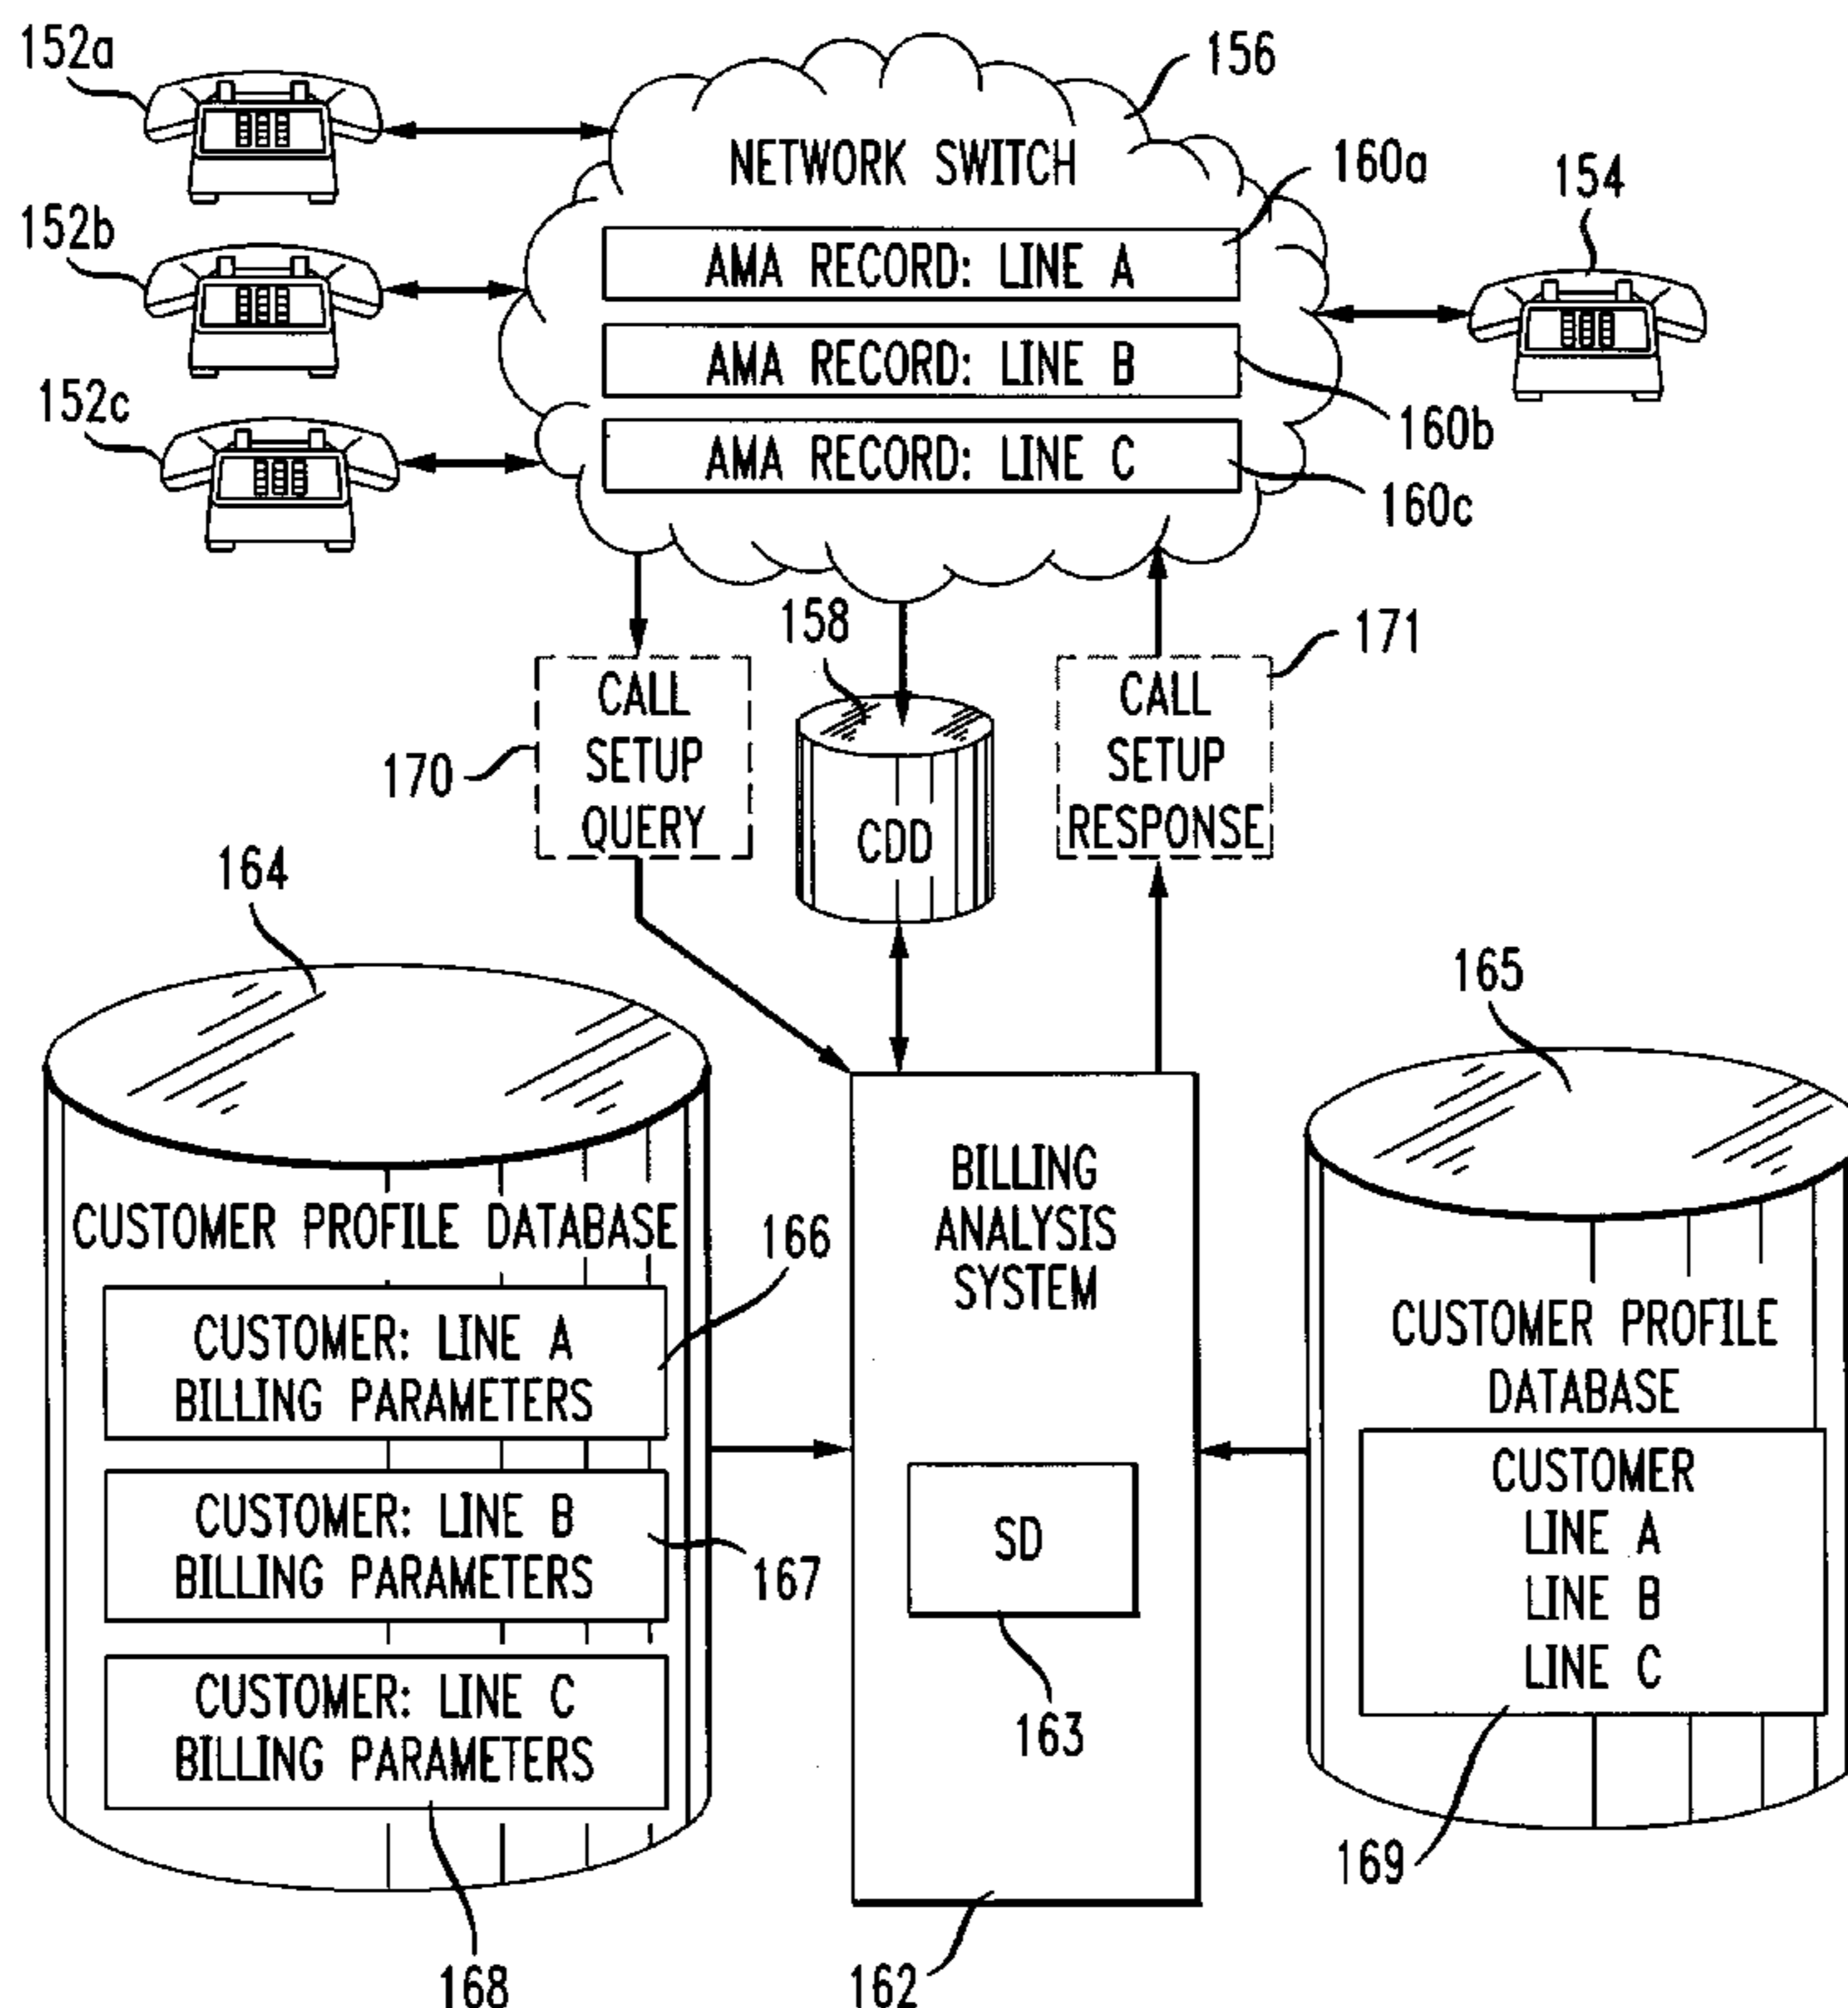 152a
156
NETWORK SWITCH
160a
154
152b
AMA RECORD: LINE A
AMA RECORD: LINE B
152c
160b
AMA RECORD: LINE C
160c
158
171
CALL
SETUP
QUERY
170
CDD
CALL
SETUP
RESPONSE
164
165
CUSTOMER PROFILE DATABASE
166
CUSTOMER: LINE A
BILLING PARAMETERS
CUSTOMER: LINE B
BILLING PARAMETERS
167
CUSTOMER: LINE C
BILLING PARAMETERS
168
BILLING
ANALYSIS
SYSTEM
SD
163
162
CUSTOMER PROFILE
DATABASE
CUSTOMER
LINE A
LINE B
LINE C
169